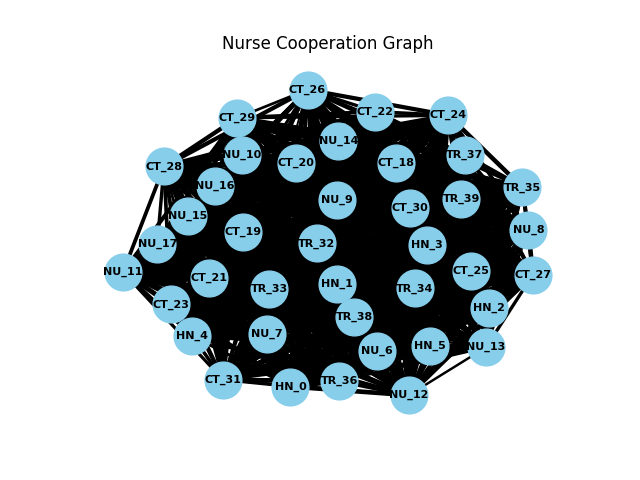 Nurse Cooperation Graph
CT_26
CT_22
CT_24
CT_29
NU_14
NU_10
TR_37
CT_20
CT_18
CT_28
NU_16
TR_35
TR_39
NU_9
CT_30
NU_15
NU_8
CT_19
TR_32
NU_17
HN_3
NU_11
CT_25
CT_27
CT_21
HN_1
TR_33
TR_34
CT_23
HN_2
TR_38
HN_4
NU_7
HN_5
NU_13
NU_6
CT_31
TR_36
HN_0
NU_12